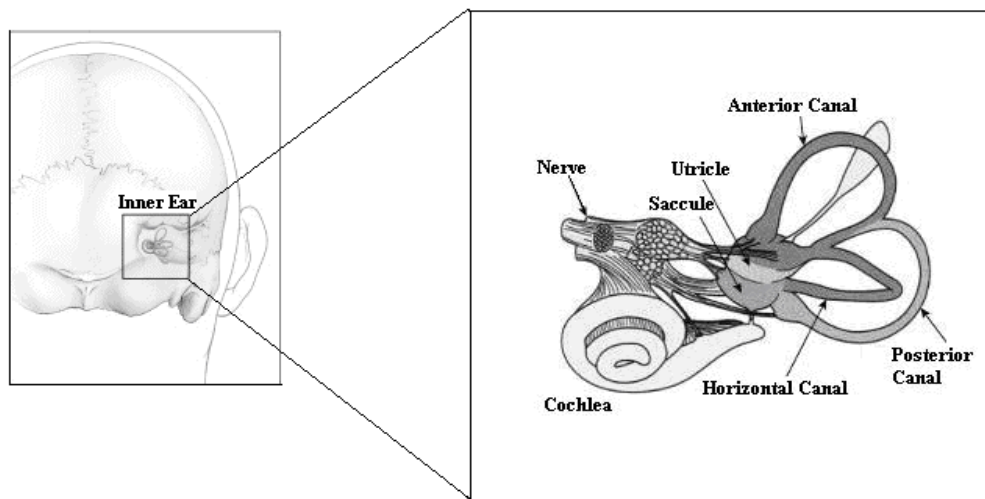 Inner Ear
Anterior Canal
Utricle
Nerve
Saccule
Posterior
Canal
Horizontal Canal
Cochlea